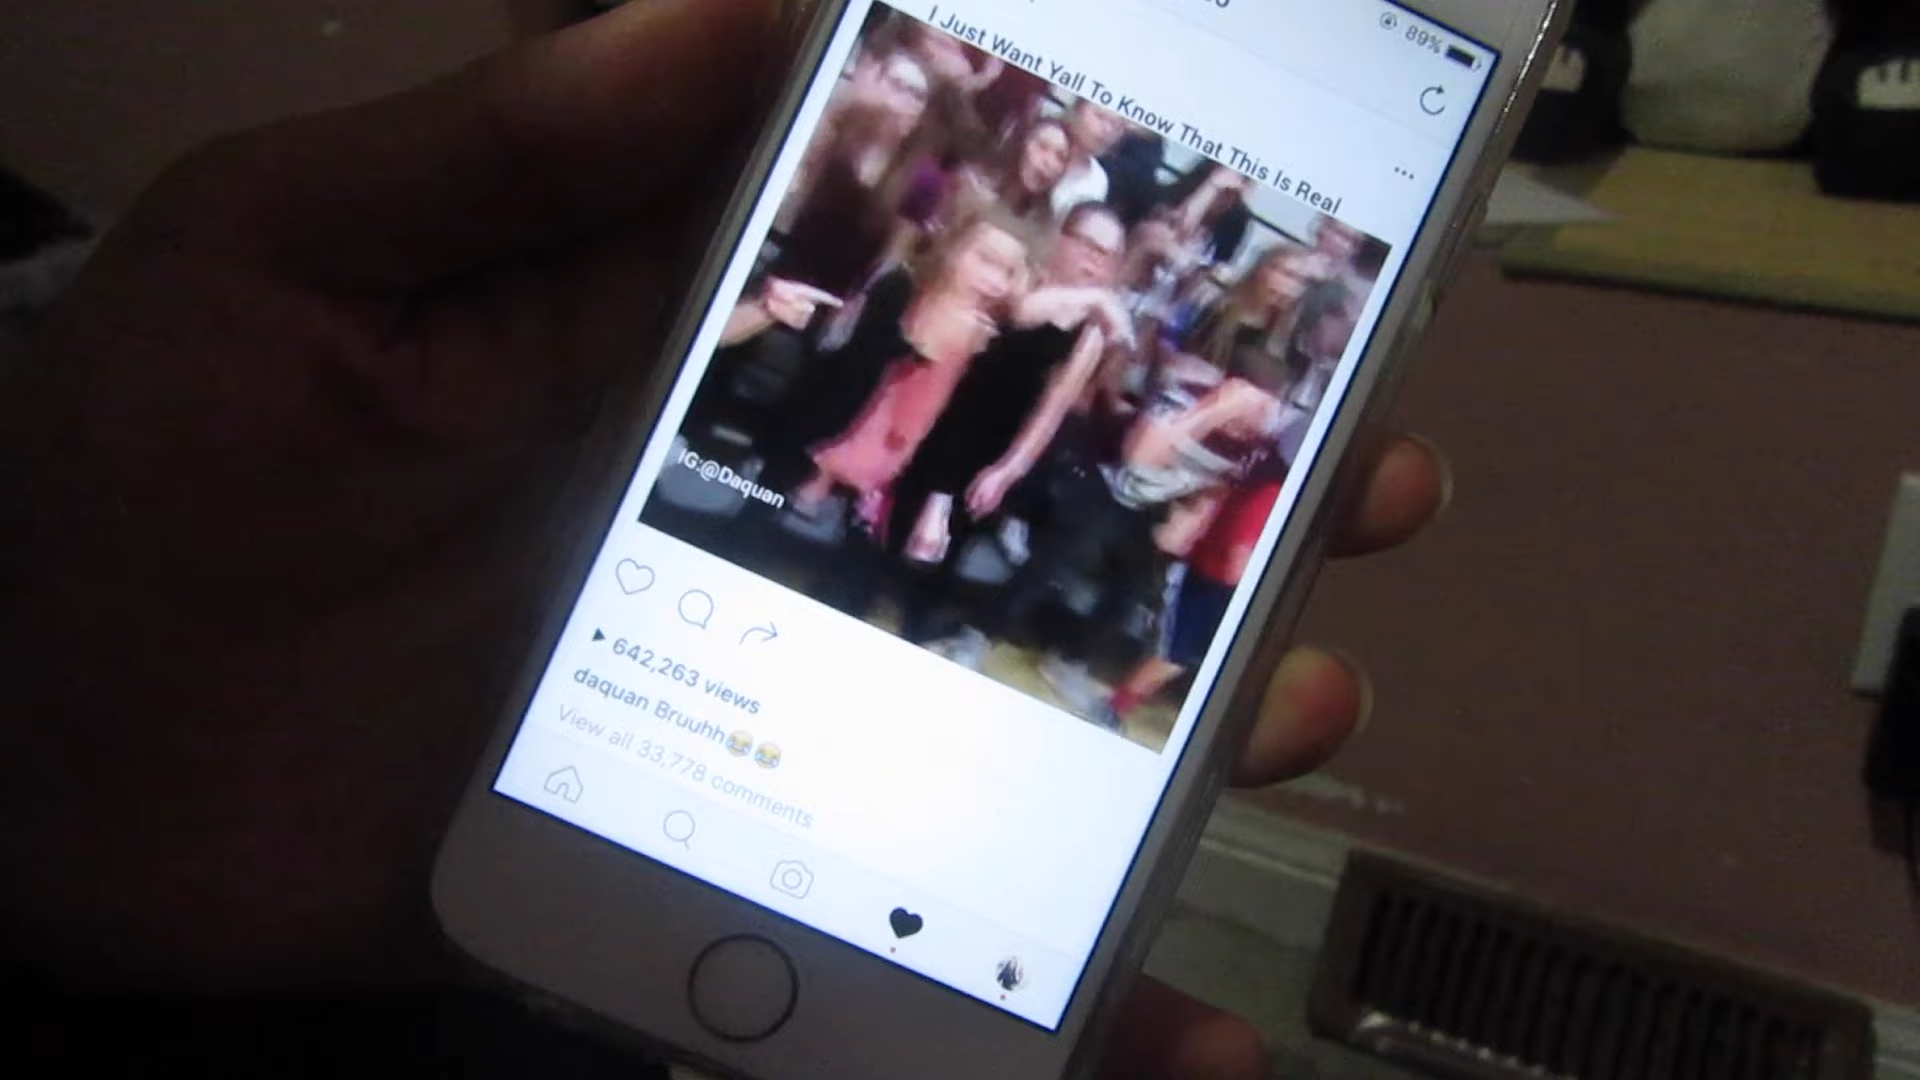 89%
I Just Want Yall To Know That This Is Real
IG:@Daquan
642,263 views
daquan Bruuhh😂😂
View all 33,778 comments